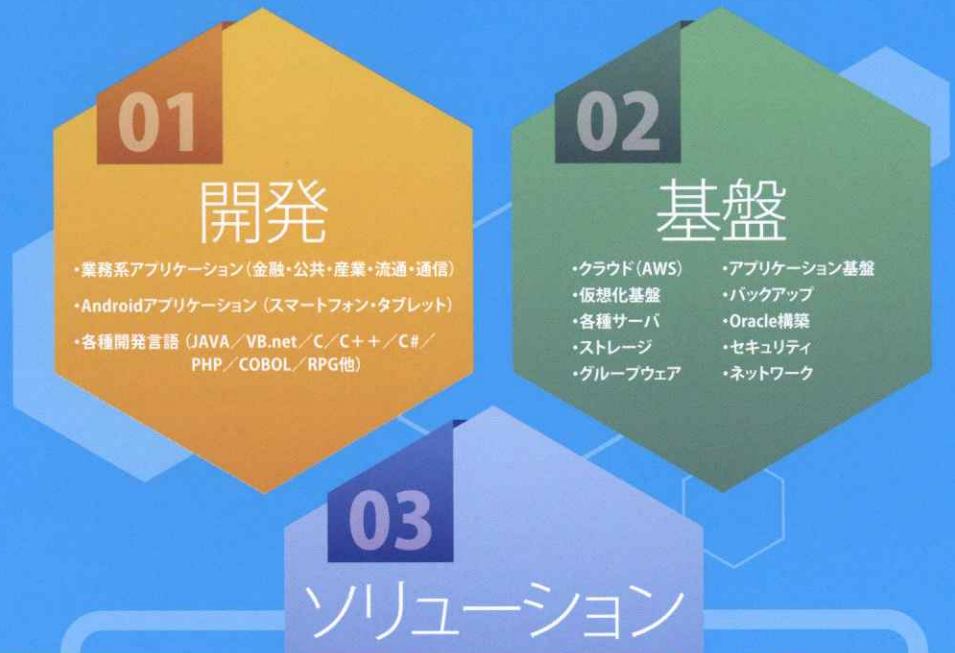 01
開発
・業務系アプリケーション（金融・公共・産業・流通・通信）
・Androidアプリケーション （スマートフォン・タブレット）
・各種開発言語（JAVA／VB.net／C／C＋＋／C#／
PHP／COBOL／RPG他）
02
基盤
・クラウド（AWS）
・仮想化基盤
・各種サーバ
・ストレージ
・グループウェア
・アプリケーション基盤
・バックアップ
・Oracle構築
・セキュリティ
・ネットワーク
03
ソリューション